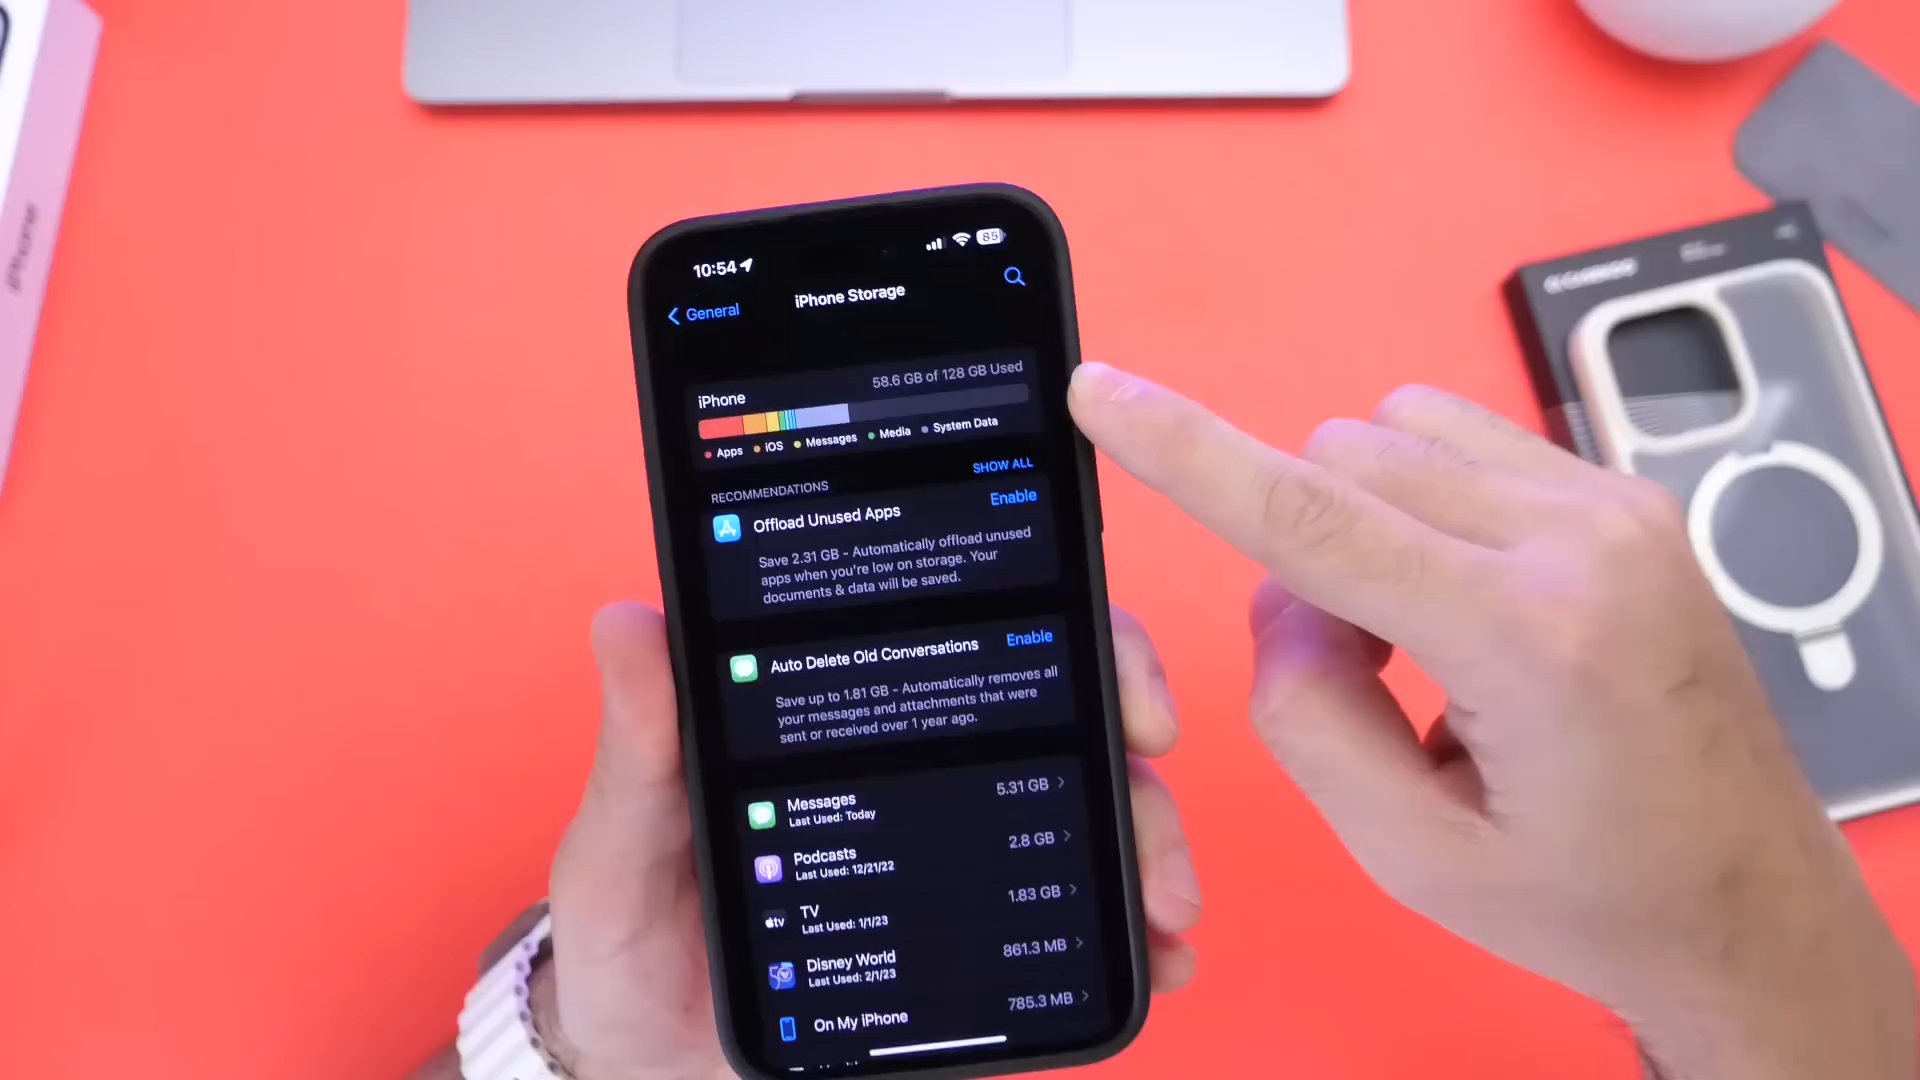 iPhone
10:54
85
General
iPhone Storage
iPhone
58.6 GB of 128 GB Used
Apps
iOS
Messages
Media
System Data
RECOMMENDATIONS
SHOW ALL
Offload Unused Apps
Enable
Save 2.31 GB - Automatically offload unused
apps when you're low on storage. Your
documents & data will be saved.
Auto Delete Old Conversations
Enable
Save up to 1.81 GB - Automatically removes all
your messages and attachments that were
sent or received over 1 year ago.
Messages
5.31 GB
Last Used: Today
Podcasts
2.8 GB
Last Used: 12/21/22
tv
TV
1.83 GB
Last Used: 1/1/23
Disney World
861.3 MB
Last Used: 2/1/23
On My iPhone
785.3 MB